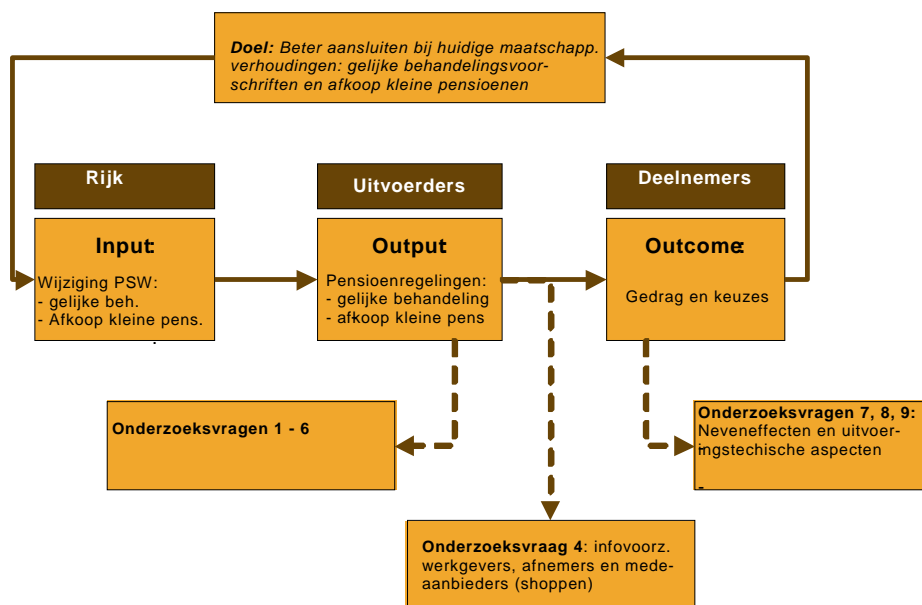 Doel: Beter aansluiten bij huidige maatschapp.
verhoudingen: gelijke behandelingsvoor-
schriften en afkoop kleine pensioenen
Rijk
Uitvoerders
Deelnemers
Input:
Wijziging PSW:
- gelijke beh.
- Afkoop kleine pens.
.
Output
Pensioenregelingen:
- gelijke behandeling
- afkoop kleine pens
Outcome:
Gedrag en keuzes
Onderzoeksvragen 1 - 6
Onderzoeksvragen 7, 8, 9:
Neveneffecten en uitvoer-
ingstechische aspecten
-
-
Onderzoeksvraag 4: infovoorz.
werkgevers, afnemers en mede-
aanbieders (shoppen)